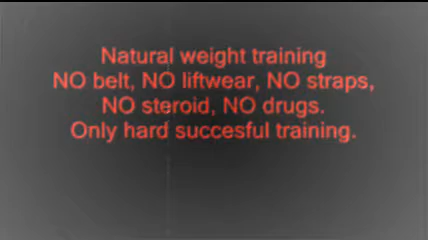 Natural weight training
NO belt, NO liftwear, NO straps,
NO steroid, NO drugs.
Only hard succesful training.